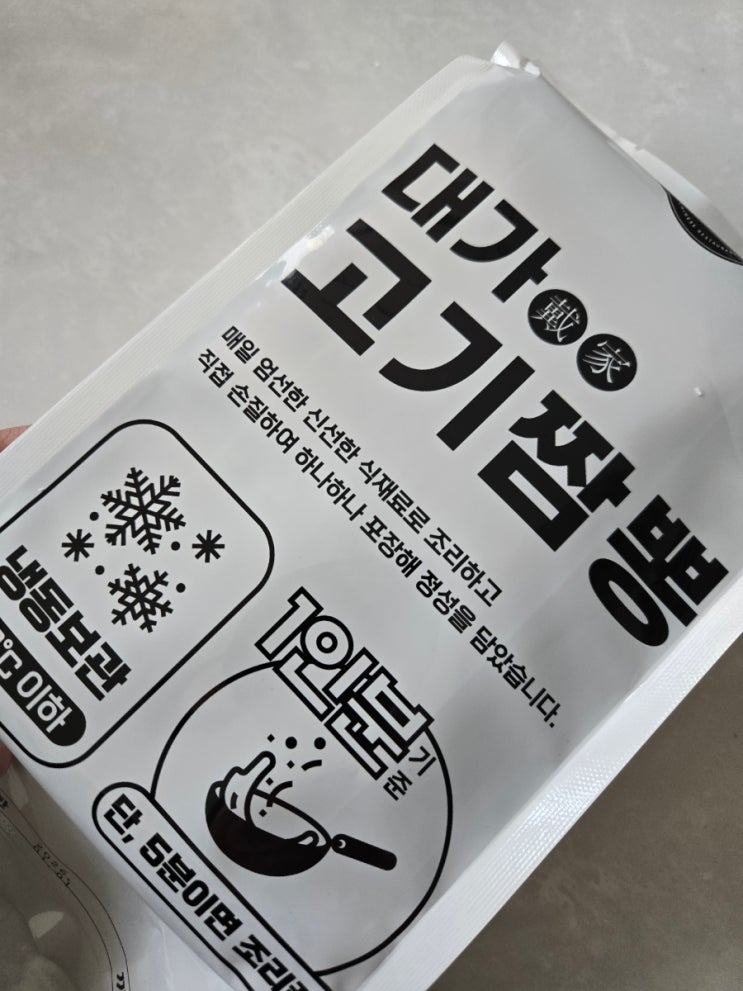 대가 戴家
고기짬뽕
매일 엄선한 신선한 식재료로 조리하고
직접 손질하여 하나하나 포장해 정성을 담았습니다.
냉동보관
℃ 이하
1인분 기준
단, 5분이면